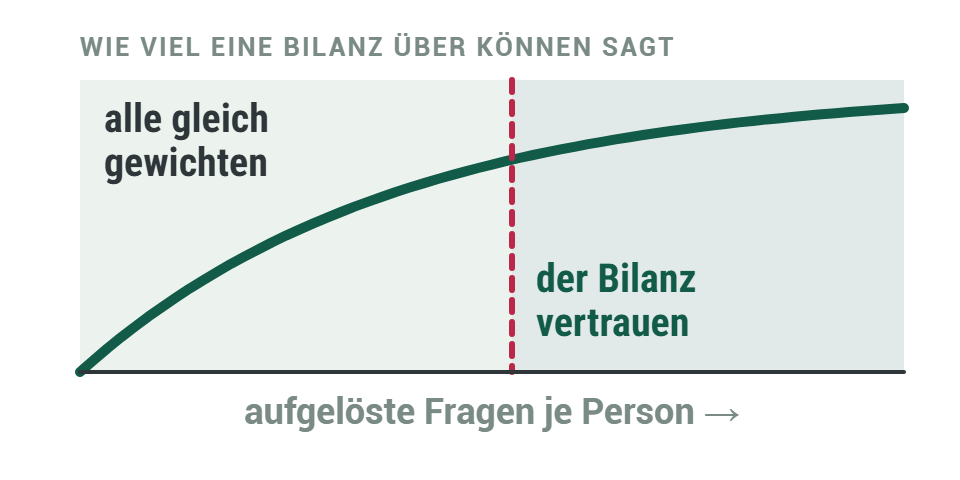 WIE VIEL EINE BILANZ ÜBER KÖNNEN SAGT
alle gleich
gewichten
der Bilanz
vertrauen
aufgelöste Fragen je Person →